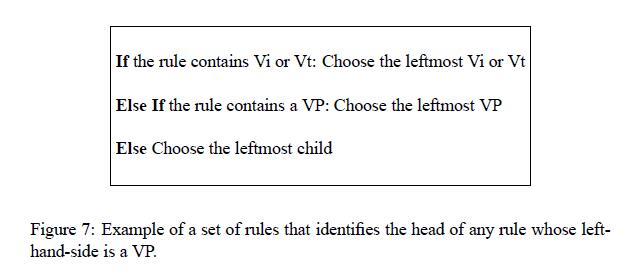 If the rule contains Vi or Vt: Choose the leftmost Vi or Vt
Else If the rule contains a VP: Choose the leftmost VP
Else Choose the leftmost child
Figure 7: Example of a set of rules that identifies the head of any rule whose left-
hand-side is a VP.